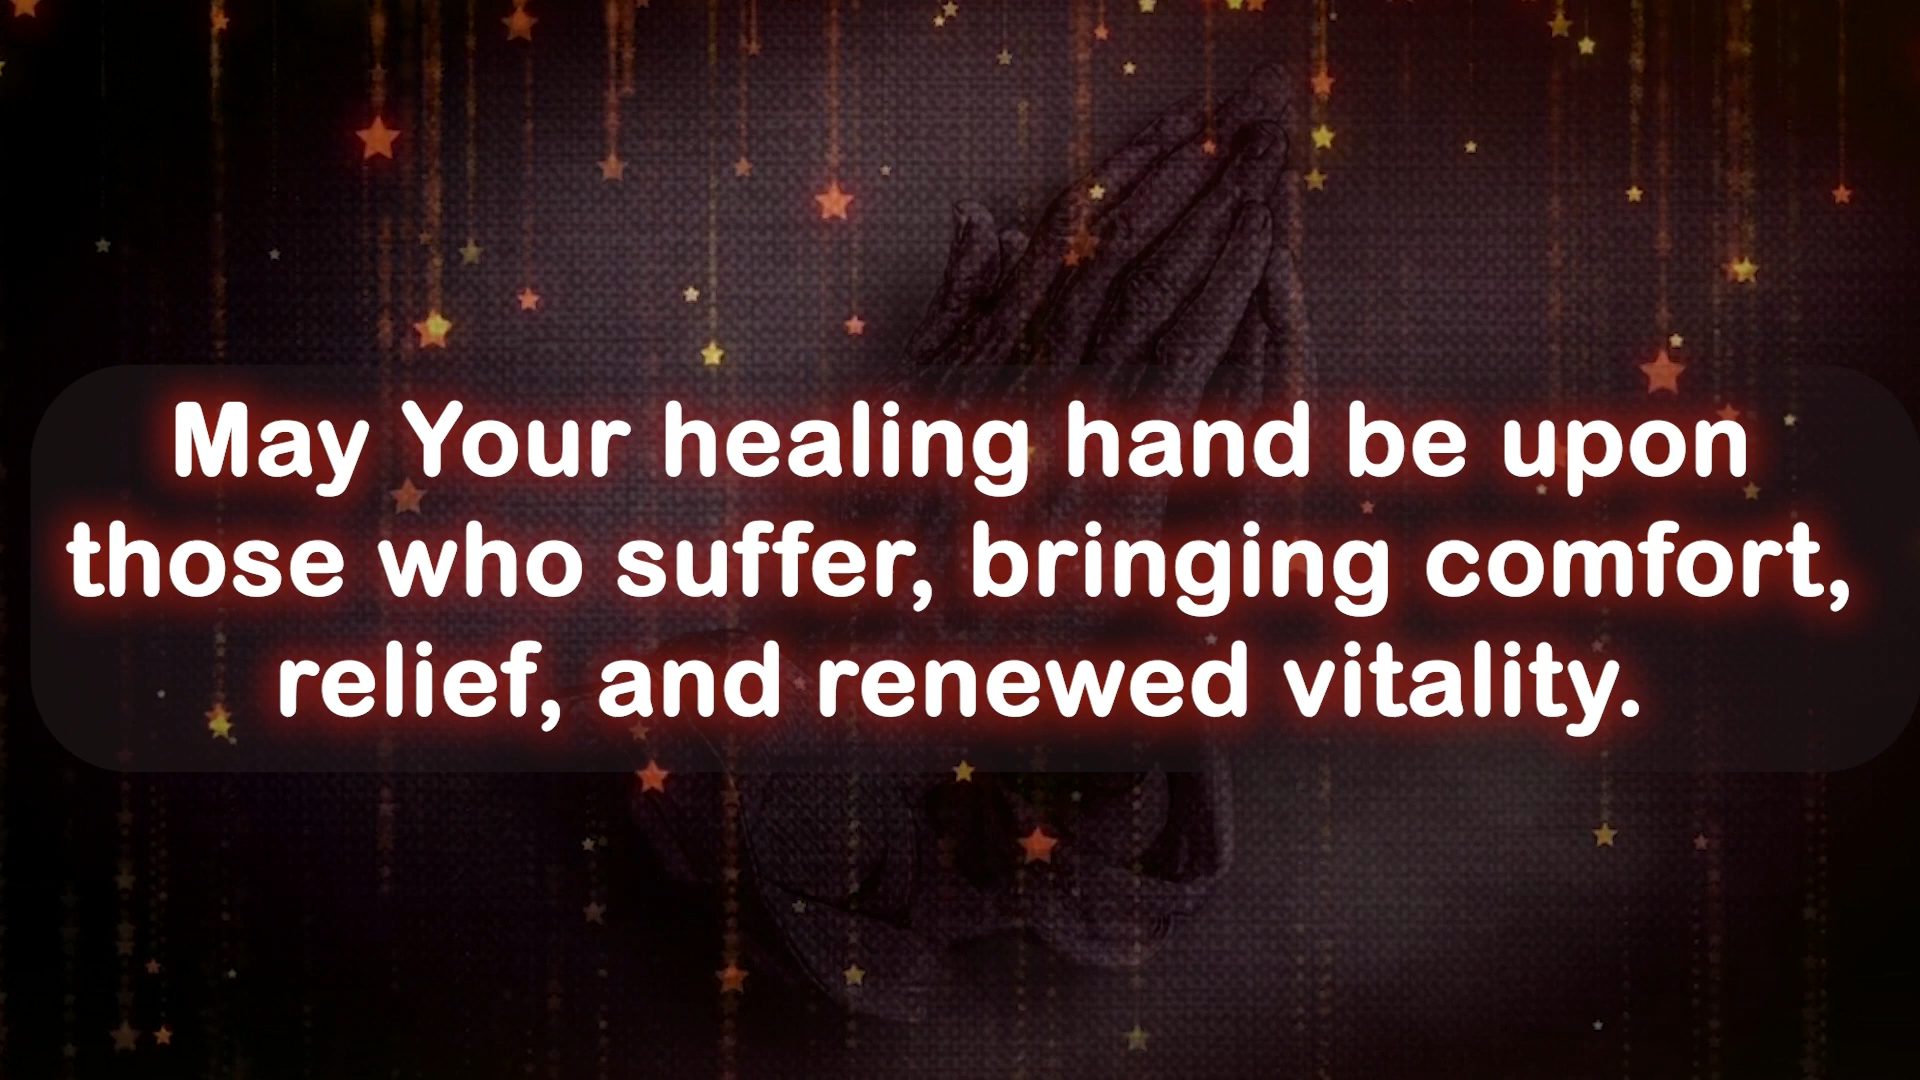 May Your healing hand be upon
those who suffer, bringing comfort,
relief, and renewed vitality.